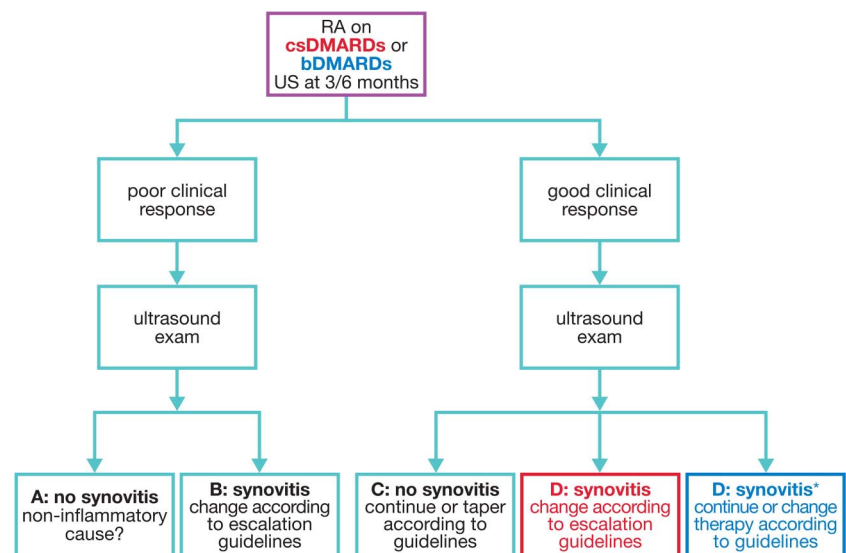 RA on
csDMARDs or
bDMARDs
US at 3/6 months
poor clinical
response
good clinical
response
ultrasound
exam
ultrasound
exam
A: no synovitis
non-inflammatory
cause?
B: synovitis
change according
to escalation
guidelines
C: no synovitis
continue or taper
according to
guidelines
D: synovitis
change according
to escalation
guidelines
D: synovitis*
continue or change
therapy according
to guidelines